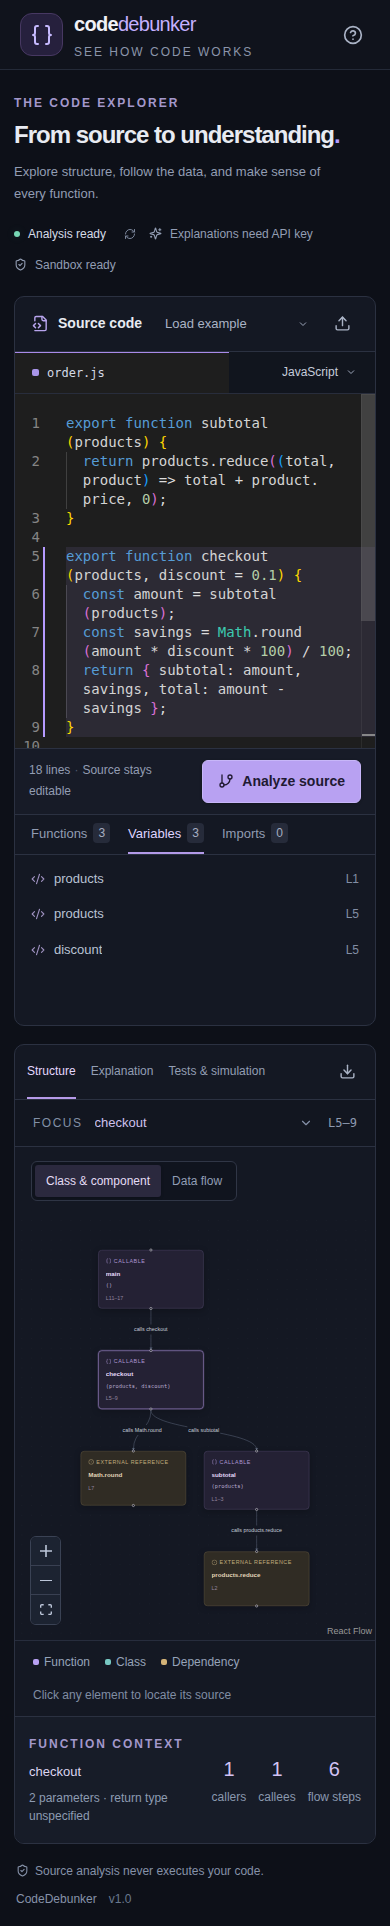 codedebunker
SEE HOW CODE WORKS
THE CODE EXPLORER
From source to understanding.
Explore structure, follow the data, and make sense of
every function.
Analysis ready
Explanations need API key
Sandbox ready
Source code
Load example
order.js
JavaScript
1 export function subtotal
(products) {
2 return products.reduce((total,
product) => total + product.
price, 0);
3 }
4
5 export function checkout
(products, discount = 0.1) {
6 const amount = subtotal
(products);
7 const savings = Math.round
(amount * discount * 100) / 100;
8 return { subtotal: amount,
savings, total: amount -
savings };
9 }
10
18 lines · Source stays
editable
Analyze source
Functions 3
Variables 3
Imports 0
products L1
products L5
discount L5
Structure
Explanation
Tests & simulation
FOCUS checkout L5–9
Class & component
Data flow
CALLABLE
main
()
L11–17
calls checkout
CALLABLE
checkout
(products, discount)
L5–9
calls Math.round
calls subtotal
EXTERNAL REFERENCE
Math.round
L7
CALLABLE
subtotal
(products)
L1–3
calls products.reduce
EXTERNAL REFERENCE
products.reduce
L2
React Flow
Function
Class
Dependency
Click any element to locate its source
FUNCTION CONTEXT
checkout
2 parameters · return type
unspecified
1 callers
1 callees
6 flow steps
Source analysis never executes your code.
CodeDebunker v1.0